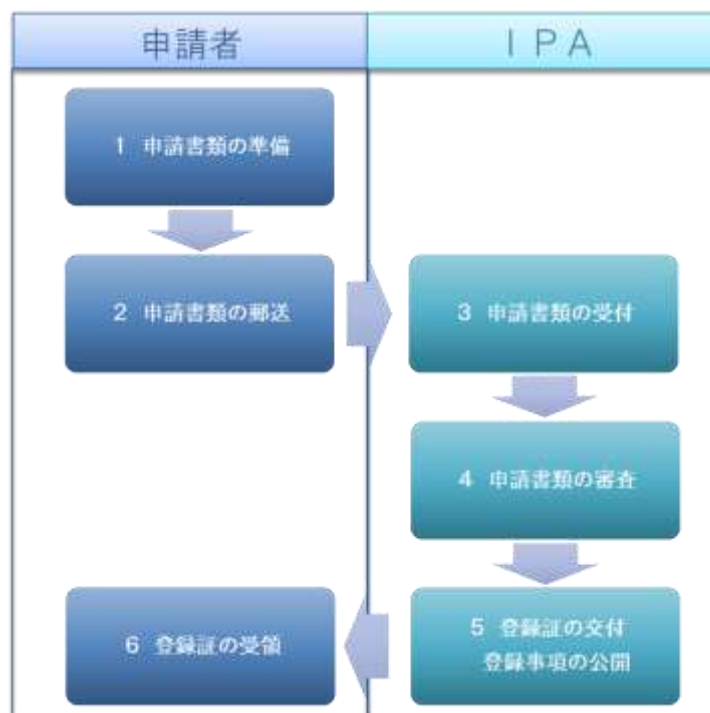 申請者
ＩＰＡ
1 申請書類の準備
2 申請書類の郵送
3 申請書類の受付
4 申請書類の審査
5 登録証の交付
登録事項の公開
6 登録証の受領